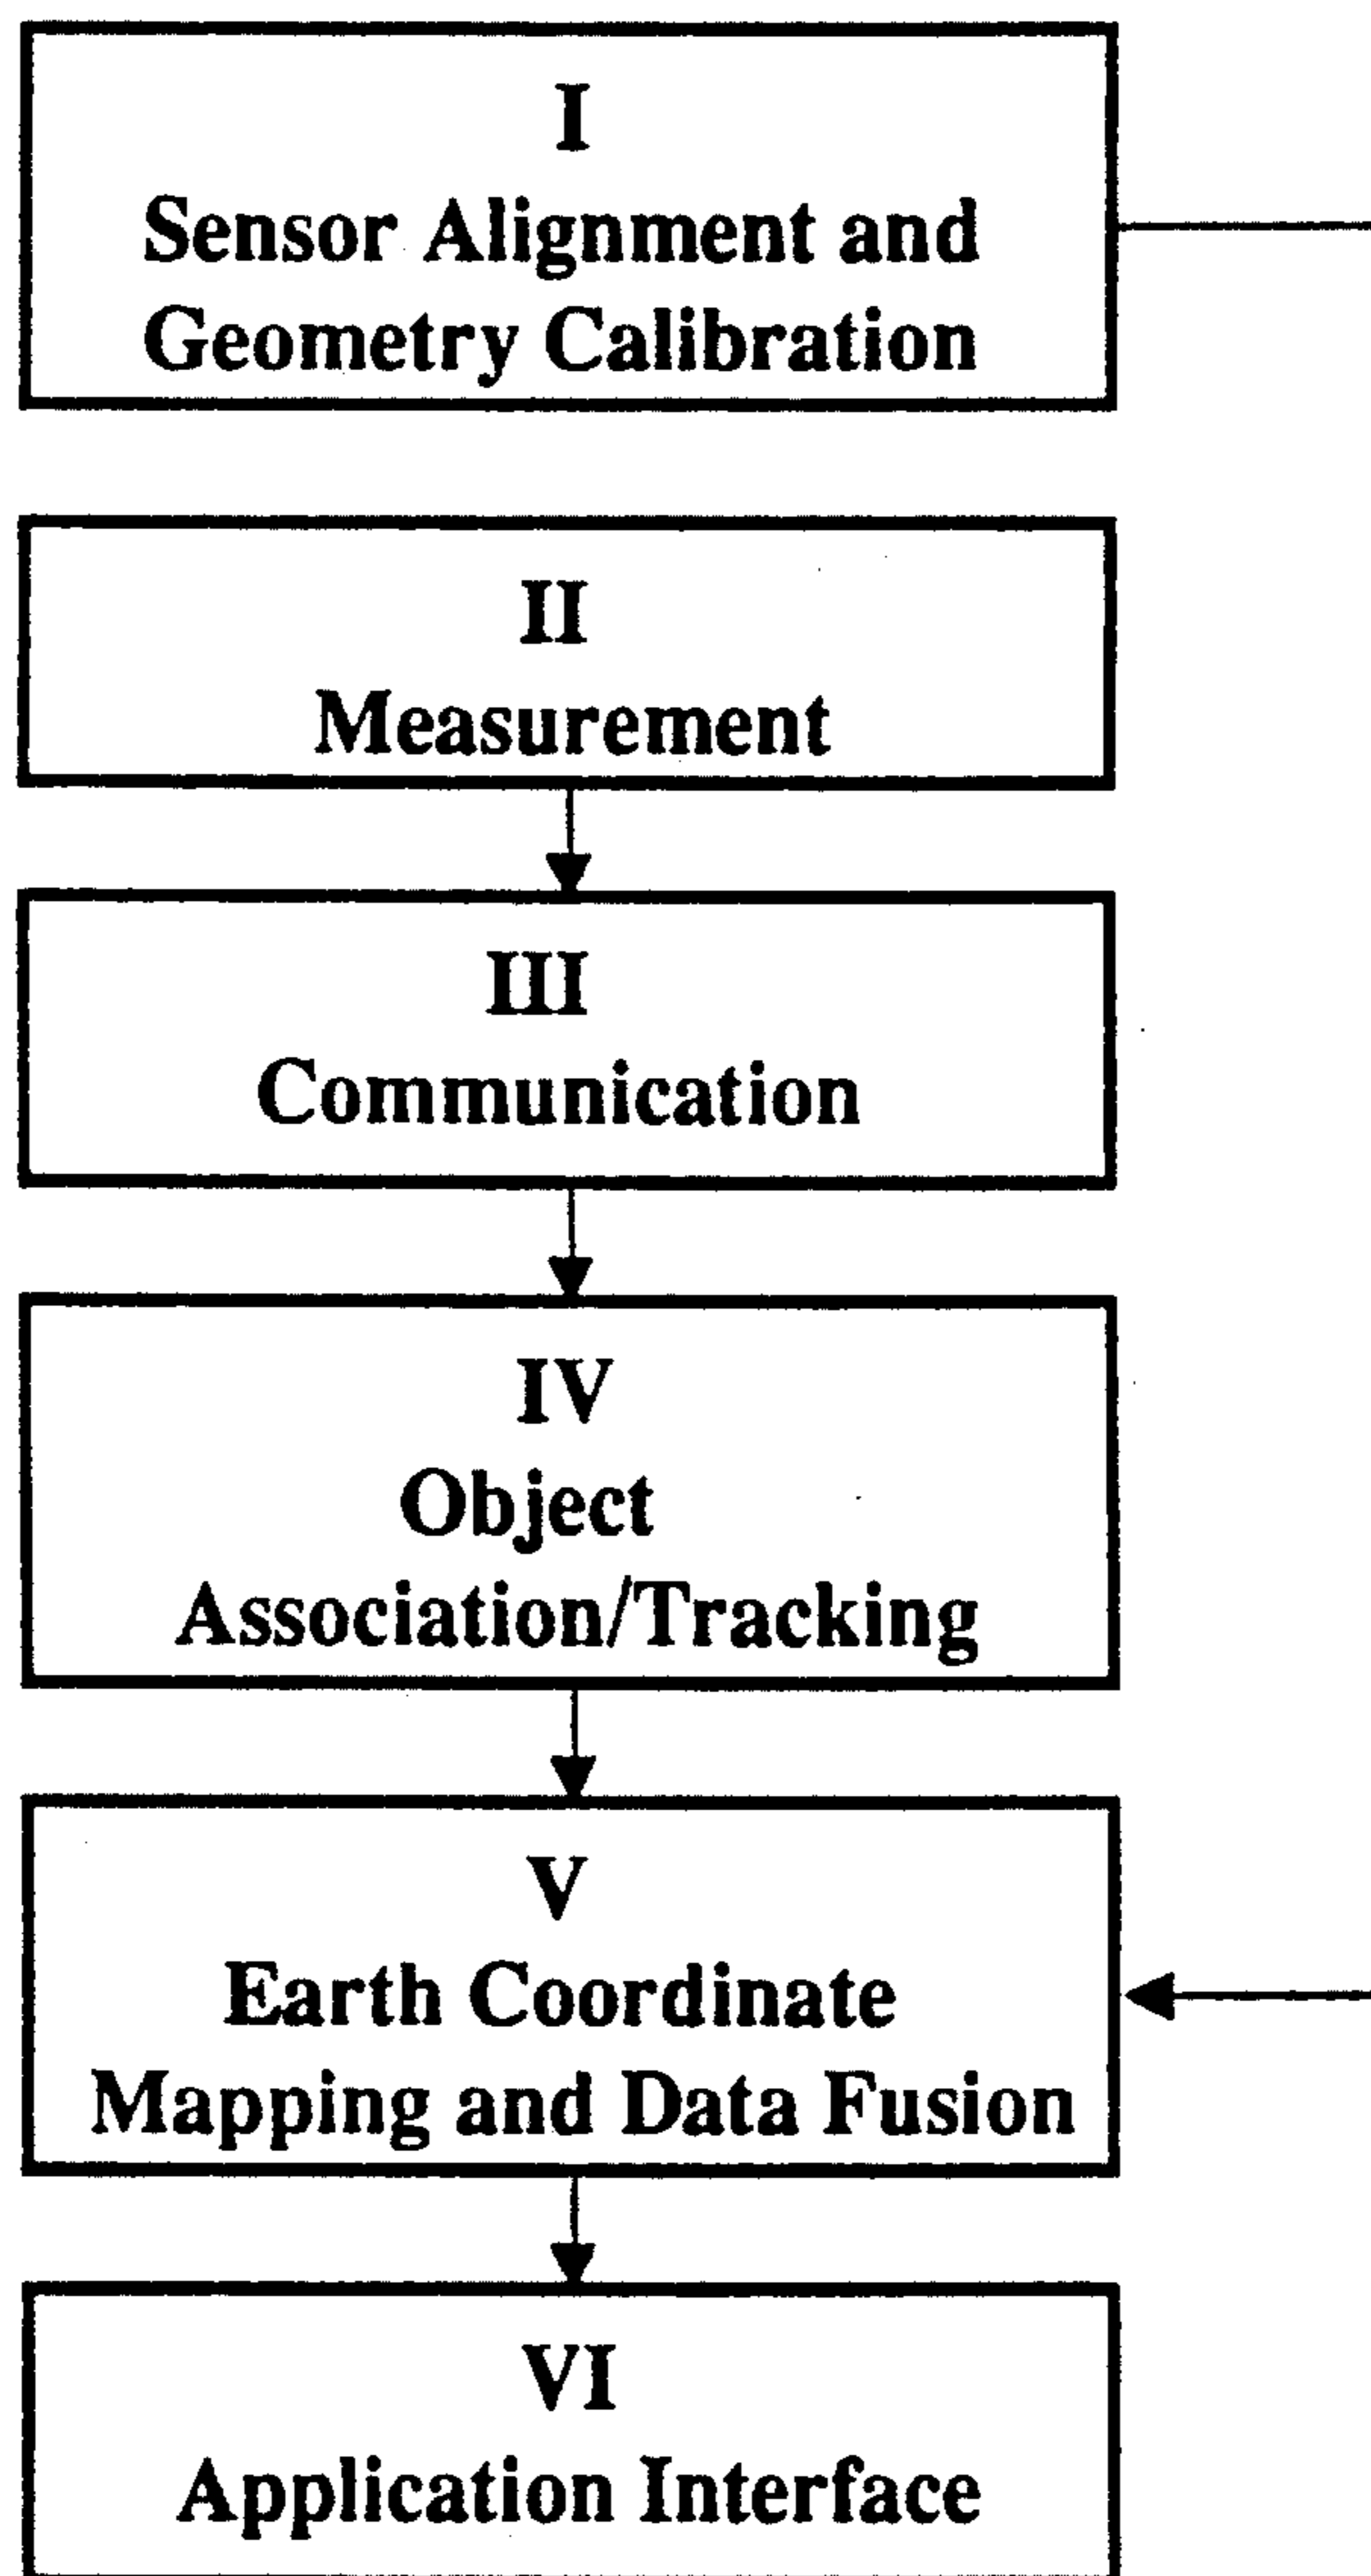 I
Sensor Alignment and
Geometry Calibration
II
Measurement
III
Communication
IV
Object
Association/Tracking
V
Earth Coordinate
Mapping and Data Fusion
VI
Application Interface